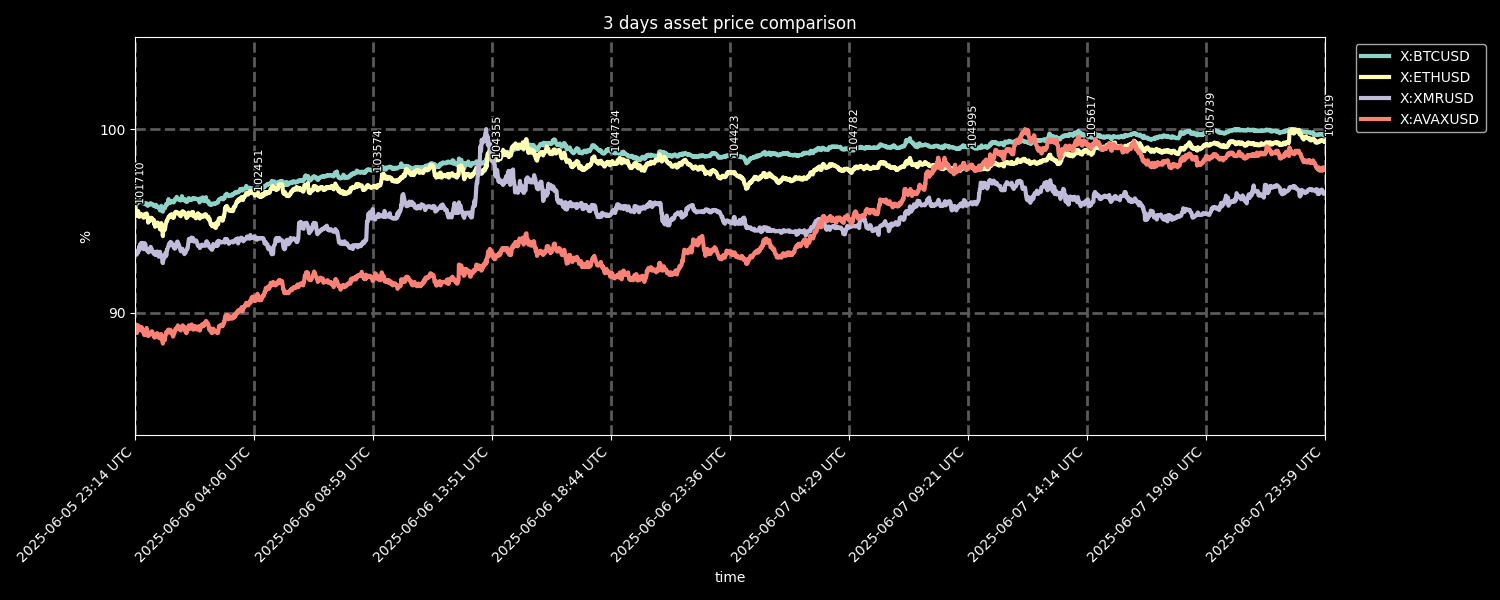 3 days asset price comparison
X:BTCUSD
X:ETHUSD
X:XMRUSD
X:AVAXUSD
100
90
%
101710
102451
103574
104355
104734
104423
104782
104995
105617
105739
105619
2025-06-05 23:14 UTC
2025-06-06 04:06 UTC
2025-06-06 08:59 UTC
2025-06-06 13:51 UTC
2025-06-06 18:44 UTC
2025-06-06 23:36 UTC
2025-06-07 04:29 UTC
2025-06-07 09:21 UTC
2025-06-07 14:14 UTC
2025-06-07 19:06 UTC
2025-06-07 23:59 UTC
time